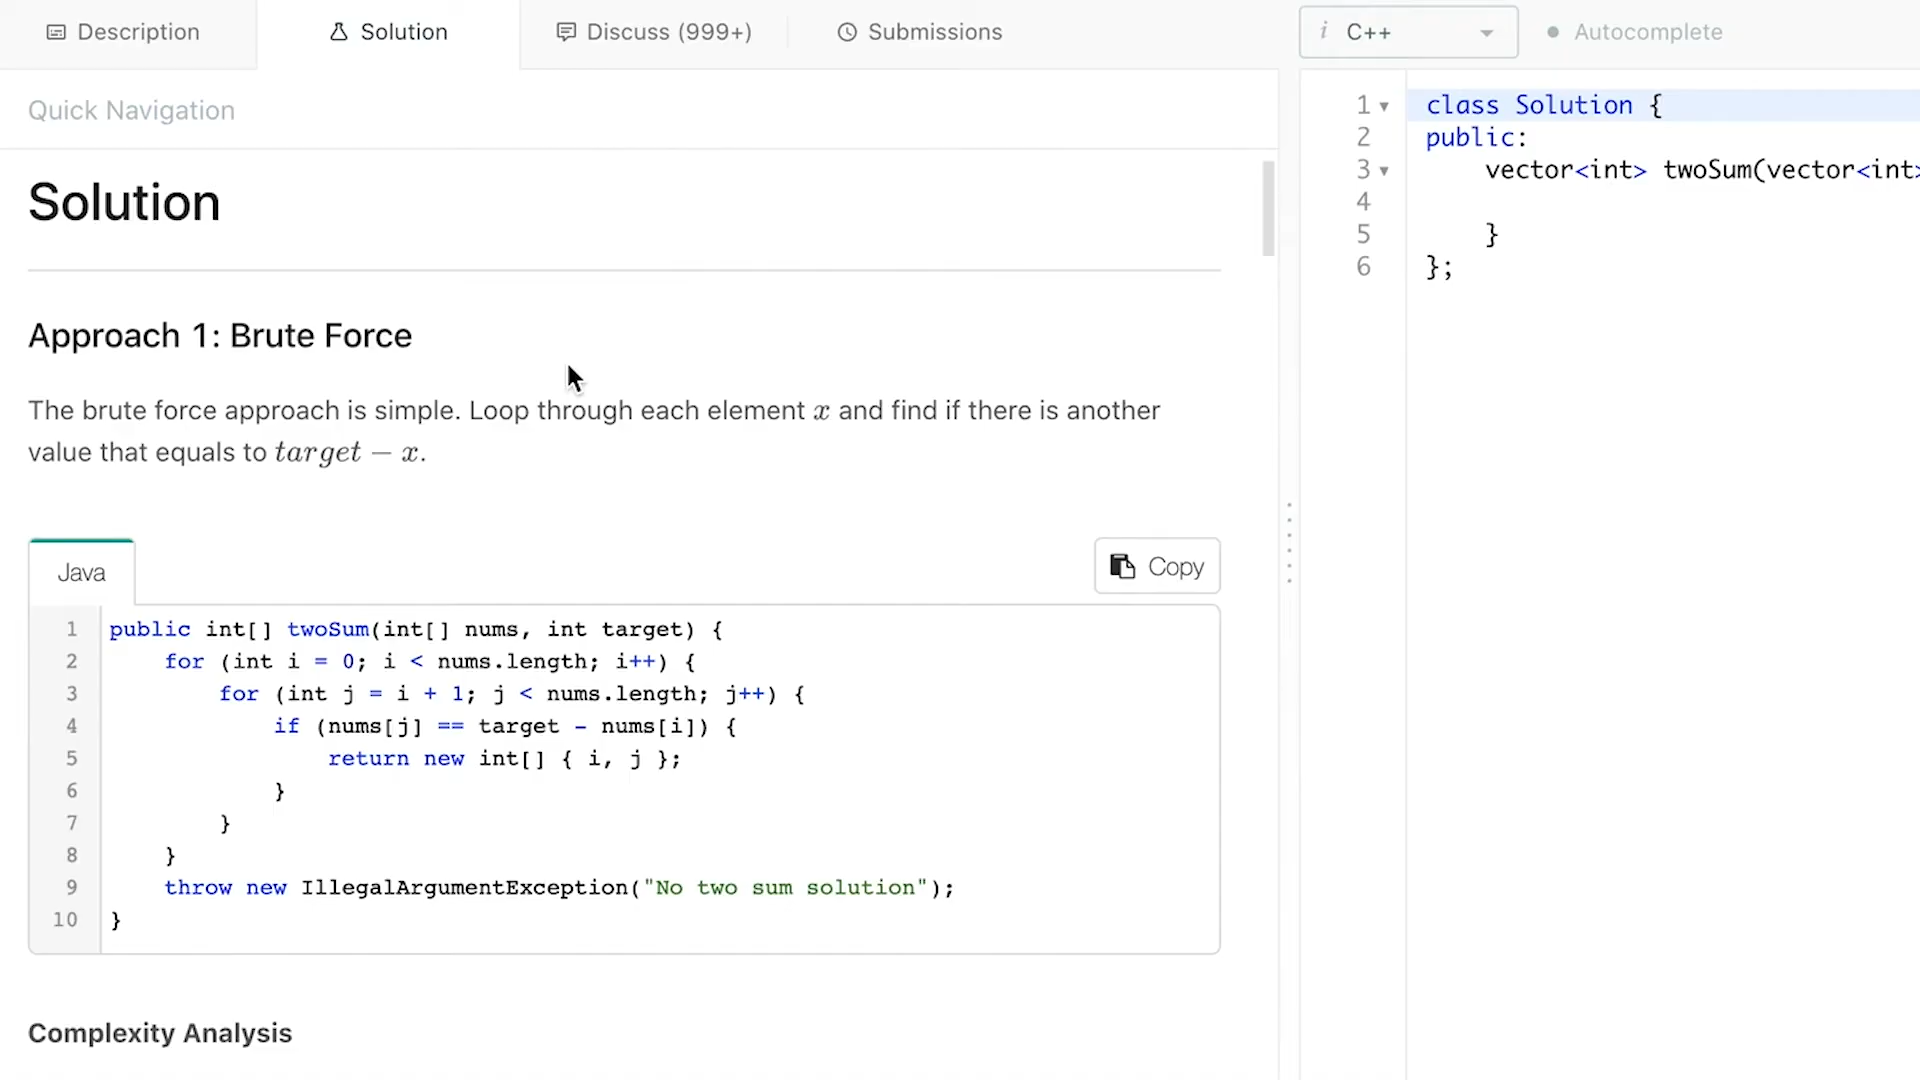 Description
Solution
Discuss (999+)
Submissions
i C++
Autocomplete
Quick Navigation
Solution
Approach 1: Brute Force
The brute force approach is simple. Loop through each element x and find if there is another
value that equals to target − x.
Java
Copy
1 public int[] twoSum(int[] nums, int target) {
2     for (int i = 0; i < nums.length; i++) {
3         for (int j = i + 1; j < nums.length; j++) {
4             if (nums[j] == target - nums[i]) {
5                 return new int[] { i, j };
6             }
7         }
8     }
9     throw new IllegalArgumentException("No two sum solution");
10 }
Complexity Analysis
1 class Solution {
2 public:
3     vector<int> twoSum(vector<int>
4
5     }
6 };